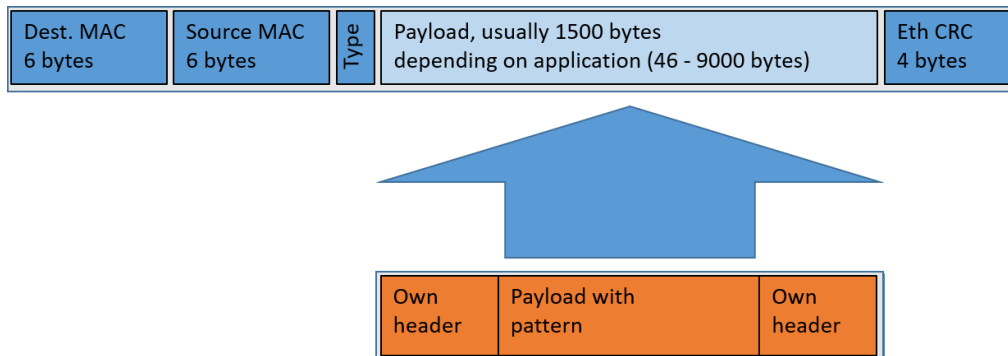 Dest. MAC
6 bytes
Source MAC
6 bytes
Type
Payload, usually 1500 bytes
depending on application (46 - 9000 bytes)
Eth CRC
4 bytes
Own
header
Payload with
pattern
Own
header